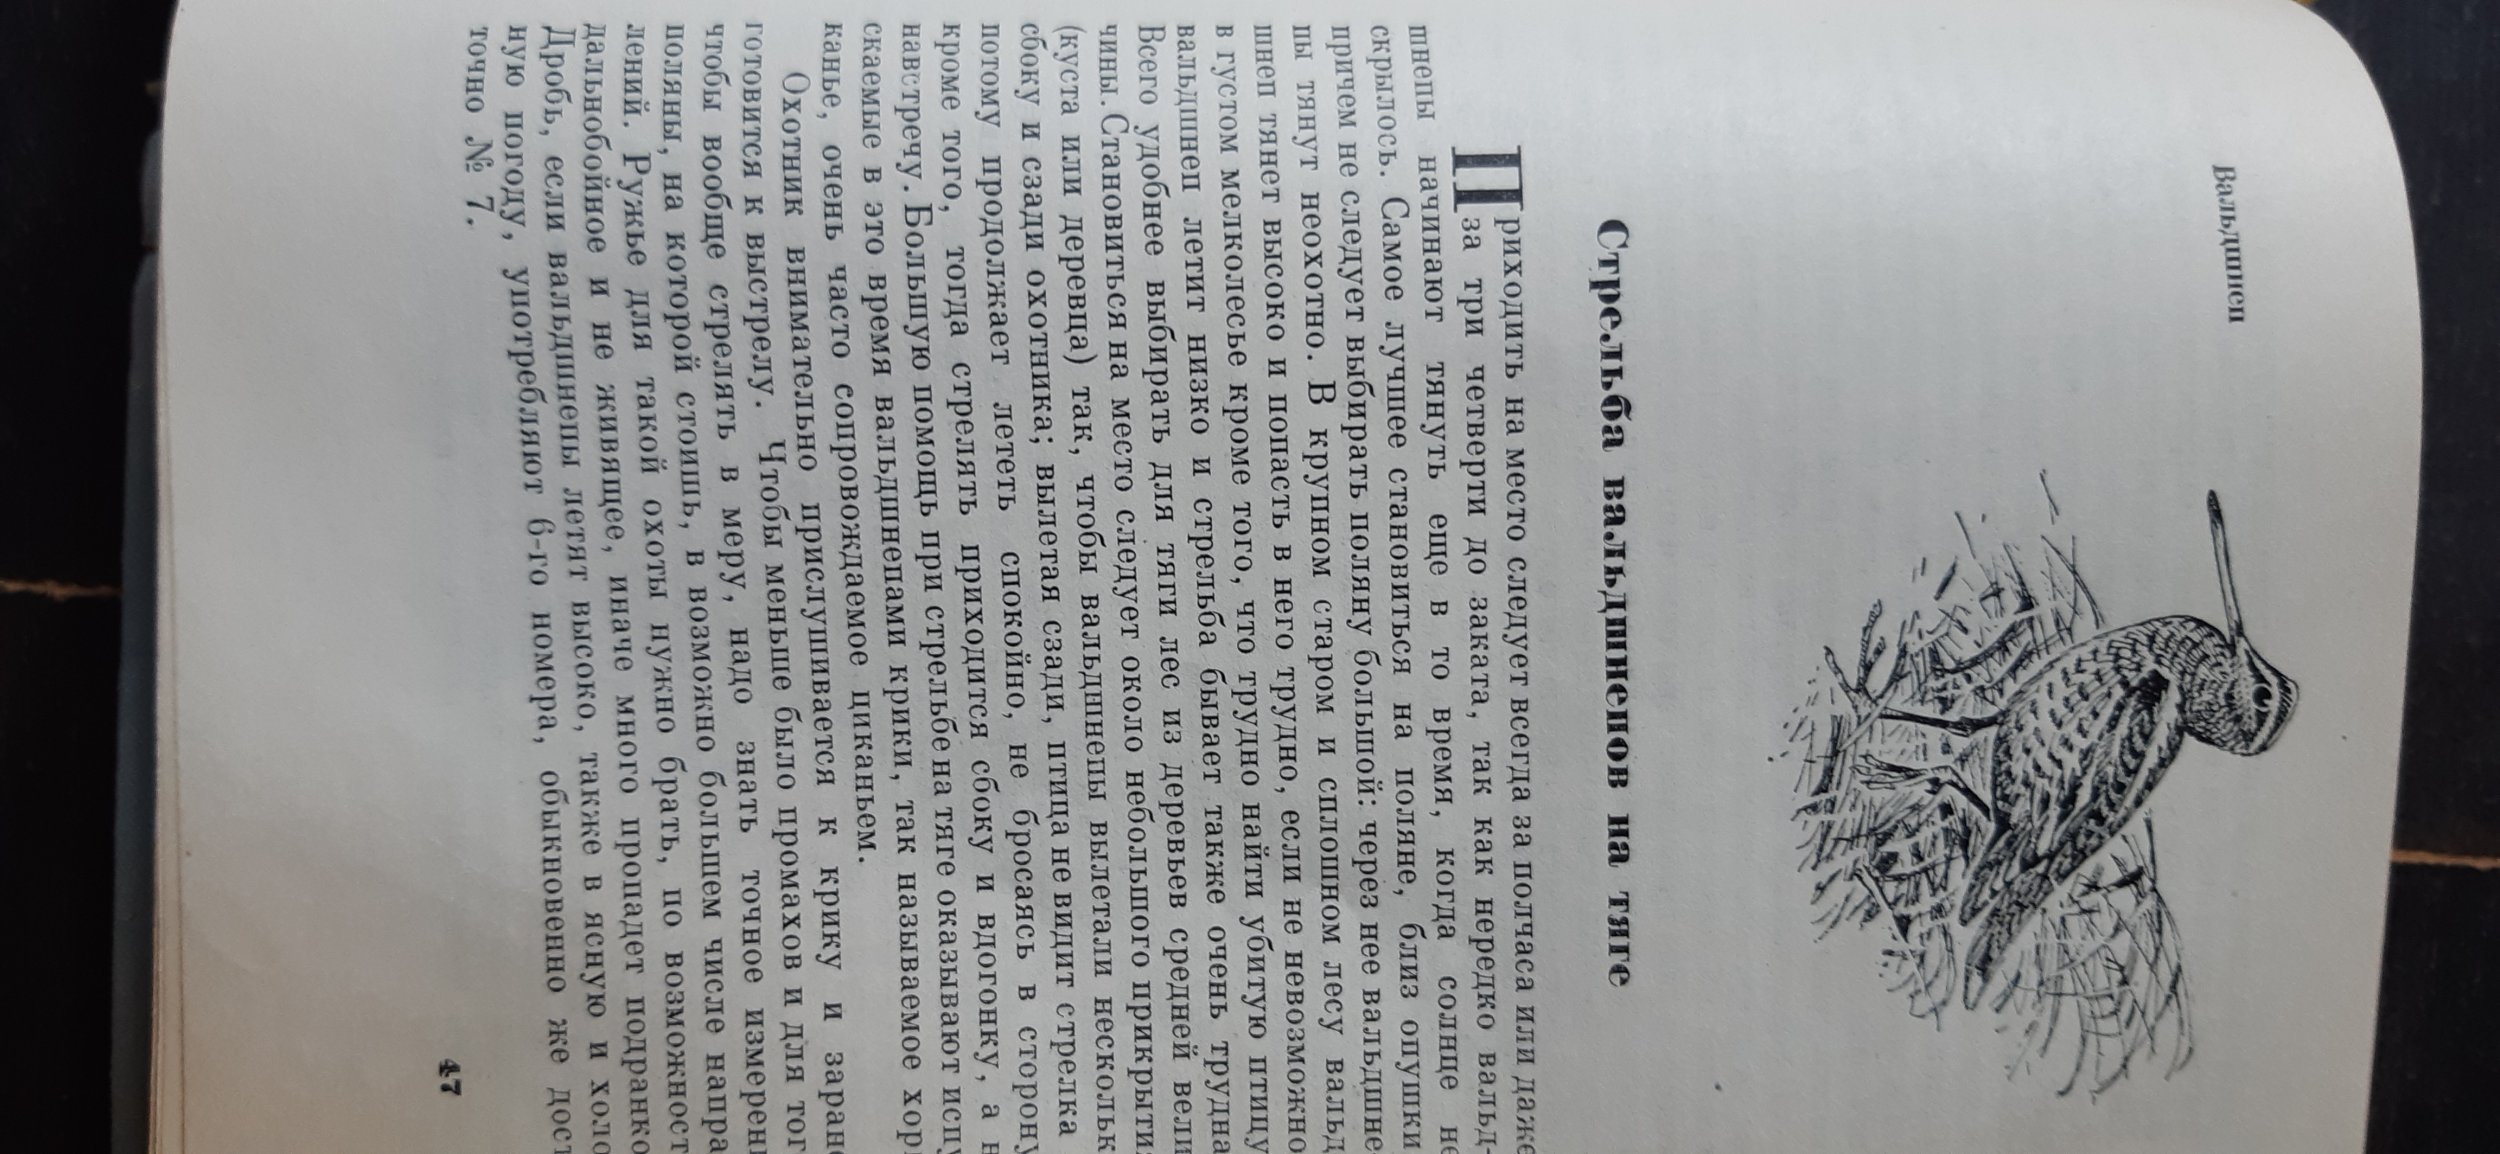 Вальдшнеп
Стрельба вальдшнепов на тяге
Приходить на место следует всегда за полчаса или даже
за три четверти до заката, так как нередко вальд-
шнепы начинают тянуть еще в то время, когда солнце не
скрылось. Самое лучшее становиться на поляне, близ опушки
причем не следует выбирать поляну большой: через нее вальдшне
пы тянут неохотно. В крупном старом и сплошном лесу вальд
шнеп тянет высоко и попасть в него трудно, если не невозможно
в густом мелколесье кроме того, что трудно найти убитую птицу
вальдшнеп летит низко и стрельба бывает также очень трудна
Всего удобнее выбирать для тяги лес из деревьев средней вели
чины. Становиться на место следует около небольшого прикрыти
(куста или деревца) так, чтобы вальдшнепы вылетали нескольк
сбоку и сзади охотника; вылетая сзади, птица не видит стрелка
потому продолжает лететь спокойно, не бросаясь в сторону
кроме того, тогда стрелять приходится сбоку и вдогонку, а н
навстречу. Большую помощь при стрельбе на тяге оказывают испу
скаемые в это время вальдшнепами крики, так называемое хор
канье, очень часто сопровождаемое циканьем.
Охотник внимательно прислушивается к крику и заран
готовится к выстрелу. Чтобы меньше было промахов и для тог
чтобы вообще стрелять в меру, надо знать точное измерени
поляны, на которой стоишь, в возможно большем числе направ
лений. Ружье для такой охоты нужно брать, по возможност
дальнобойное и не живящее, иначе много пропадет подранко
Дробь, если вальдшнепы летят высоко, также в ясную и холо
ную погоду, употребляют 6-го номера, обыкновенно же дост
точно № 7.
47